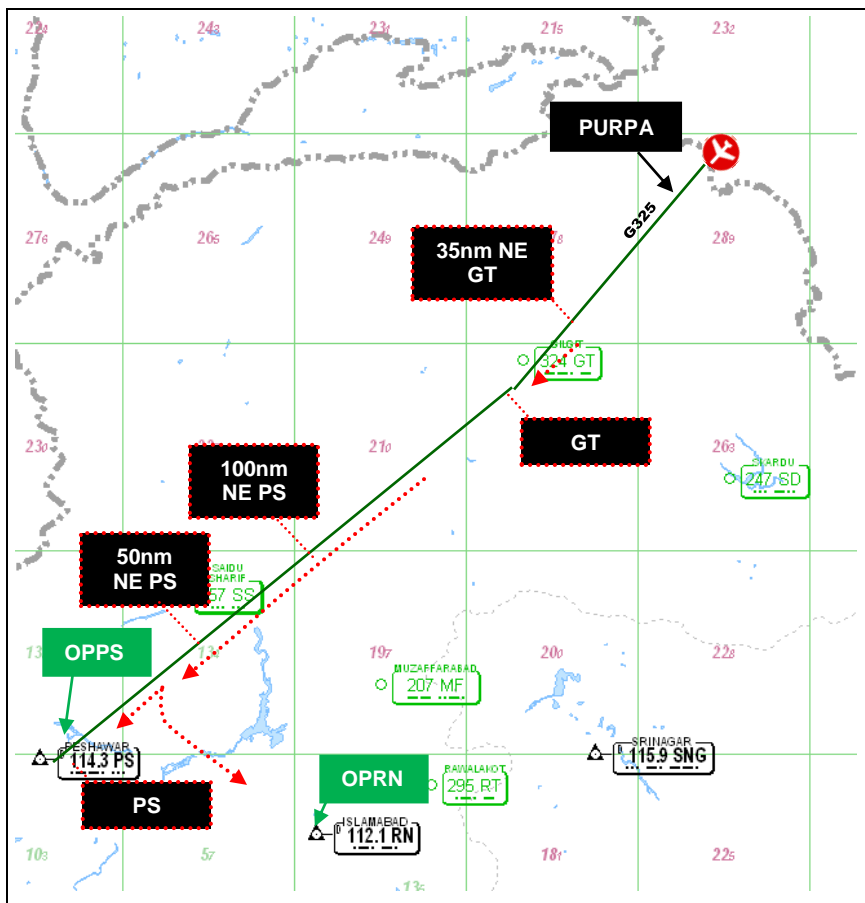 23₁
21₅
23₂
PURPA
G325
27₆
26₅
24₉
28₉
35nm NE
GT
GILGIT
324 GT
23₀
21₀
26₃
GT
100nm
NE PS
SKARDU
247 SD
50nm
NE PS
SAIDU
SHARIF
57 SS
OPPS
19₇
20₀
22₈
MUZAFFARABAD
207 MF
PESHAWAR
114.3 PS
SRINAGAR
D 115.9 SNG
PS
OPRN
RAWALAKOT
295 RT
ISLAMABAD
D 112.1 RN
10₃
5₇
13₅
18₁
22₅